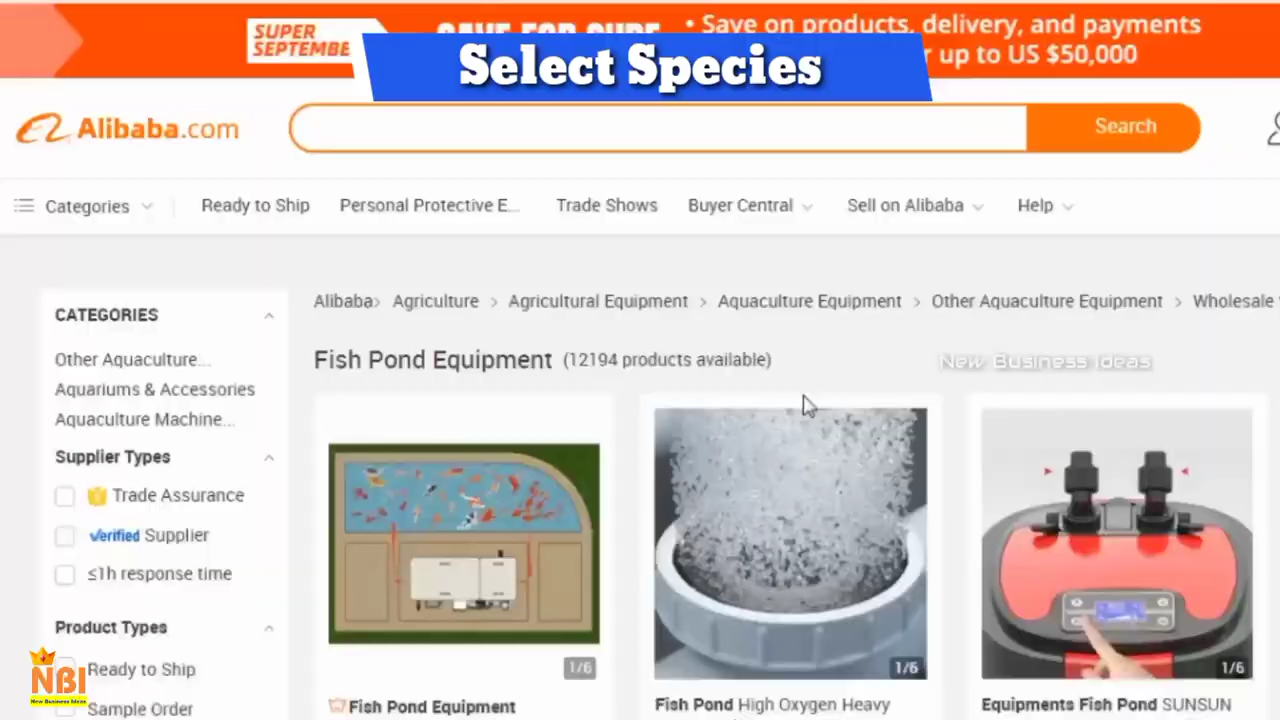 SUPER
SEPTEMBE
• Save on products, delivery, and payments
up to US $50,000
Select Species
Alibaba.com
Search
Categories
Ready to Ship
Personal Protective E...
Trade Shows
Buyer Central
Sell on Alibaba
Help
Alibaba> Agriculture > Agricultural Equipment > Aquaculture Equipment > Other Aquaculture Equipment > Wholesale
CATEGORIES
Other Aquaculture...
Aquariums & Accessories
Aquaculture Machine...
Supplier Types
Trade Assurance
Verified Supplier
≤1h response time
Product Types
Ready to Ship
Sample Order
Fish Pond Equipment (12194 products available)
New Business Ideas
1/6
1/6
1/6
Fish Pond Equipment
Fish Pond High Oxygen Heavy
Equipments Fish Pond SUNSUN
NBI
New Business Ideas